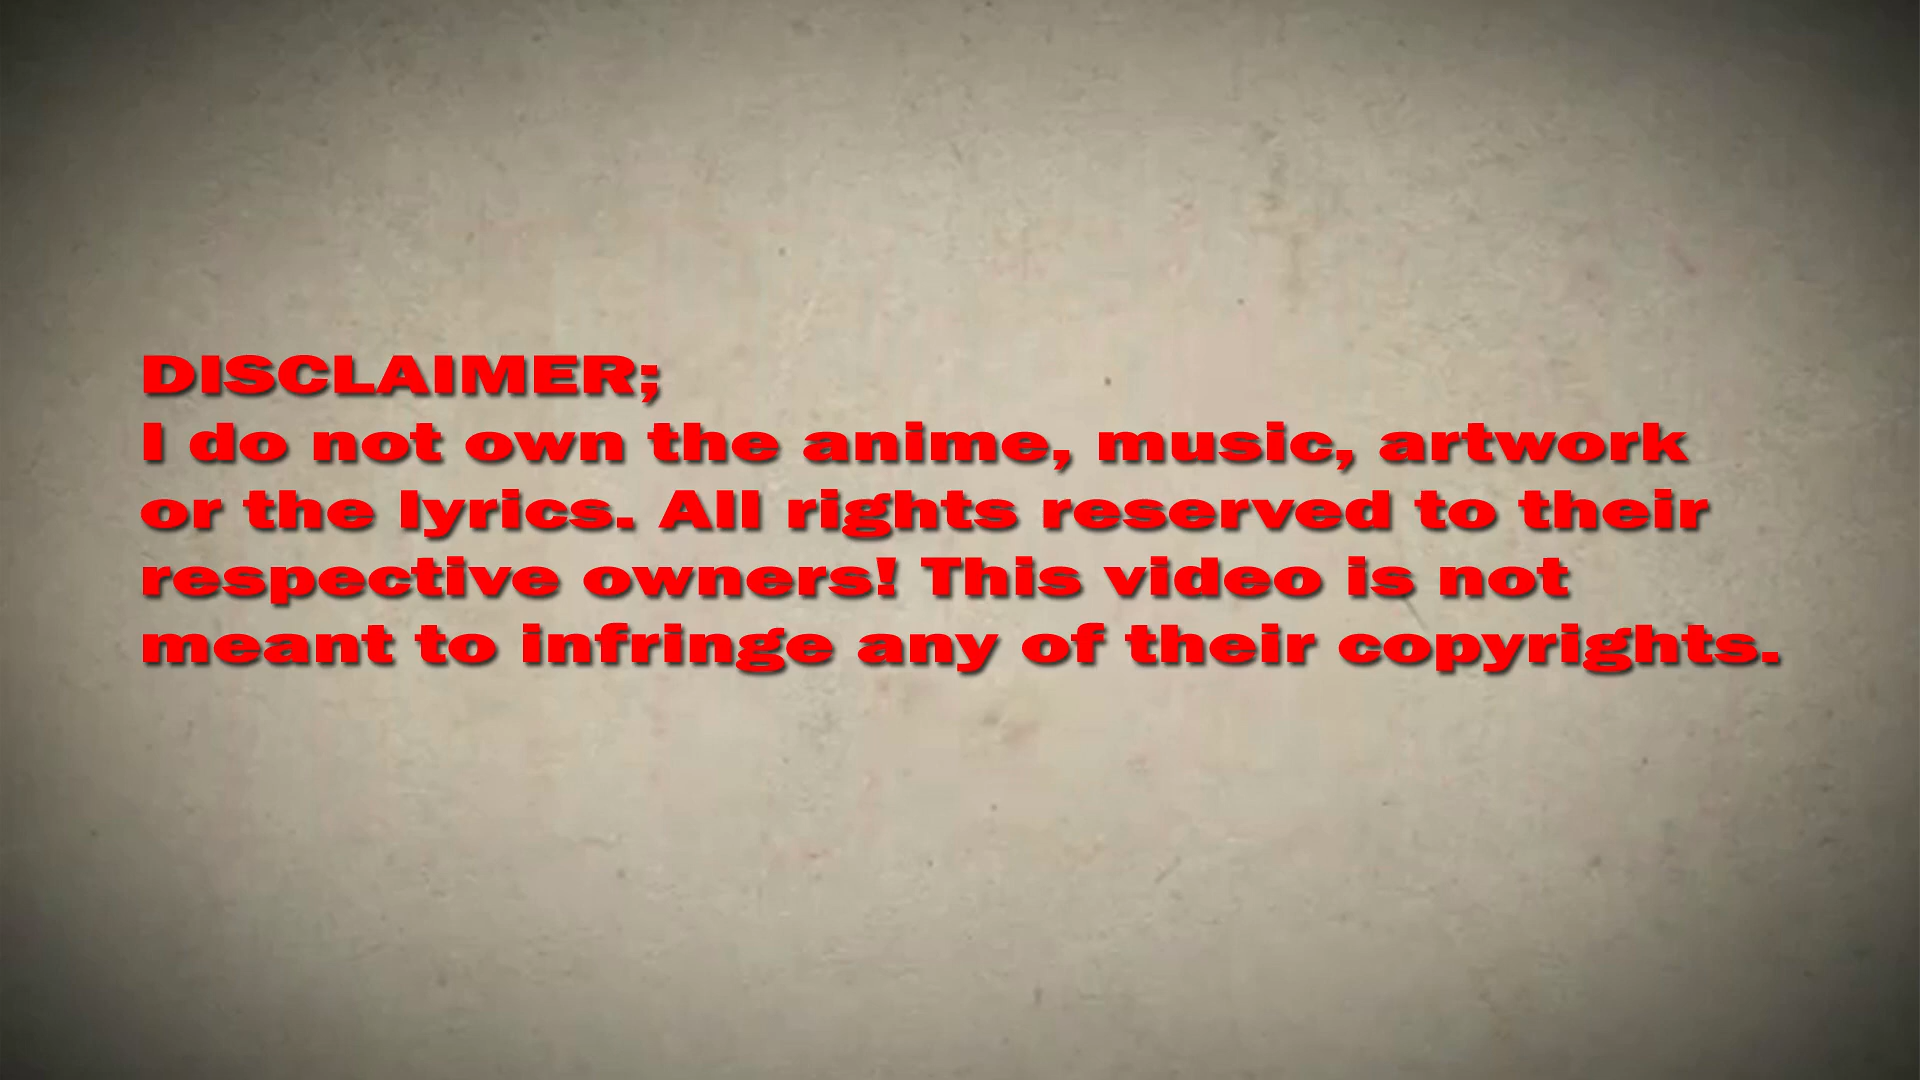 DISCLAIMER;
I do not own the anime, music, artwork
or the lyrics. All rights reserved to their
respective owners! This video is not
meant to infringe any of their copyrights.